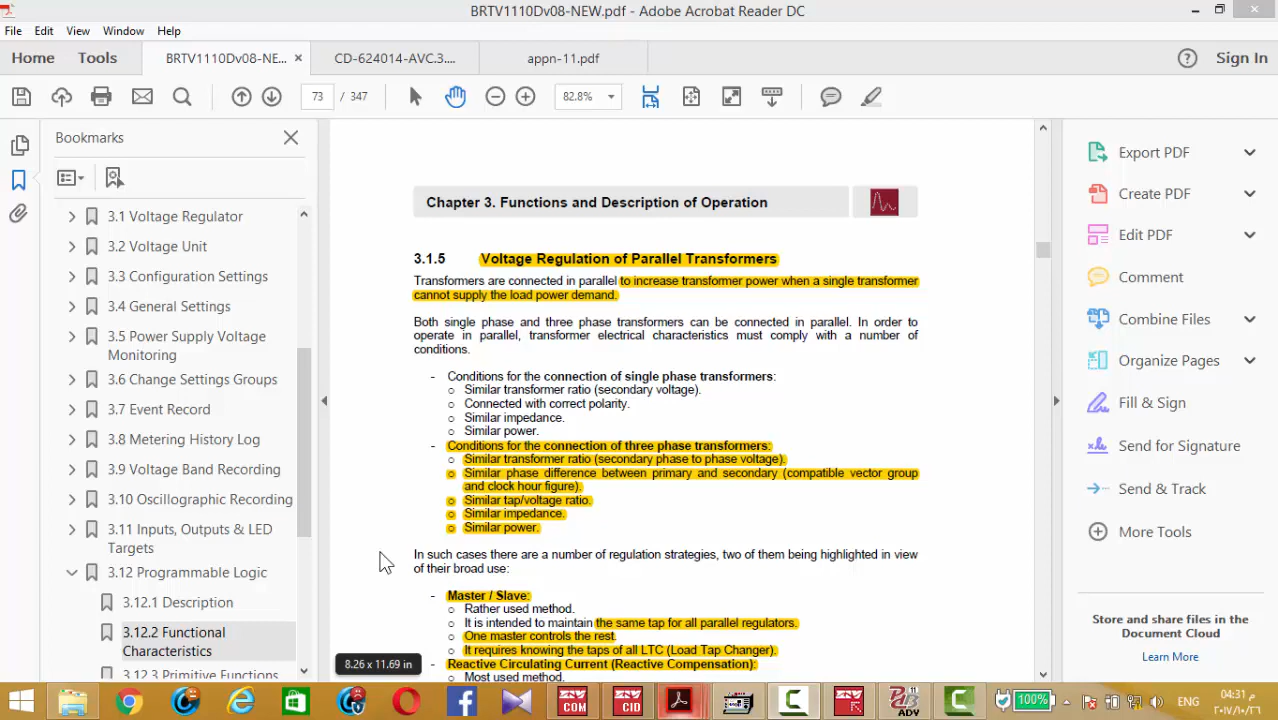 BRTV1110Dv08-NEW.pdf - Adobe Acrobat Reader DC
File Edit View Window Help
Home Tools BRTV1110Dv08-NE... CD-624014-AVC.3.... appn-11.pdf Sign In
73 / 347 82.8%
Bookmarks
3.1 Voltage Regulator
3.2 Voltage Unit
3.3 Configuration Settings
3.4 General Settings
3.5 Power Supply Voltage
Monitoring
3.6 Change Settings Groups
3.7 Event Record
3.8 Metering History Log
3.9 Voltage Band Recording
3.10 Oscillographic Recording
3.11 Inputs, Outputs & LED
Targets
3.12 Programmable Logic
3.12.1 Description
3.12.2 Functional
Characteristics
3.12.3 Primitive Functions
8.26 x 11.69 in
Chapter 3. Functions and Description of Operation
3.1.5 Voltage Regulation of Parallel Transformers
Transformers are connected in parallel to increase transformer power when a single transformer
cannot supply the load power demand.
Both single phase and three phase transformers can be connected in parallel. In order to
operate in parallel, transformer electrical characteristics must comply with a number of
conditions.
- Conditions for the connection of single phase transformers:
o Similar transformer ratio (secondary voltage).
o Connected with correct polarity.
o Similar impedance.
o Similar power.
- Conditions for the connection of three phase transformers:
o Similar transformer ratio (secondary phase to phase voltage).
o Similar phase difference between primary and secondary (compatible vector group
and clock hour figure).
o Similar tap/voltage ratio.
o Similar impedance.
o Similar power.
In such cases there are a number of regulation strategies, two of them being highlighted in view
of their broad use:
- Master / Slave:
o Rather used method.
o It is intended to maintain the same tap for all parallel regulators.
o One master controls the rest.
o It requires knowing the taps of all LTC (Load Tap Changer).
- Reactive Circulating Current (Reactive Compensation):
o Most used method.
Export PDF
Create PDF
Edit PDF
Comment
Combine Files
Organize Pages
Fill & Sign
Send for Signature
Send & Track
More Tools
Store and share files in the
Document Cloud
Learn More
ZIV COM ZIV CID ADV 100% ENG
04:31 م
٢٠١٧/١٠/٢٦